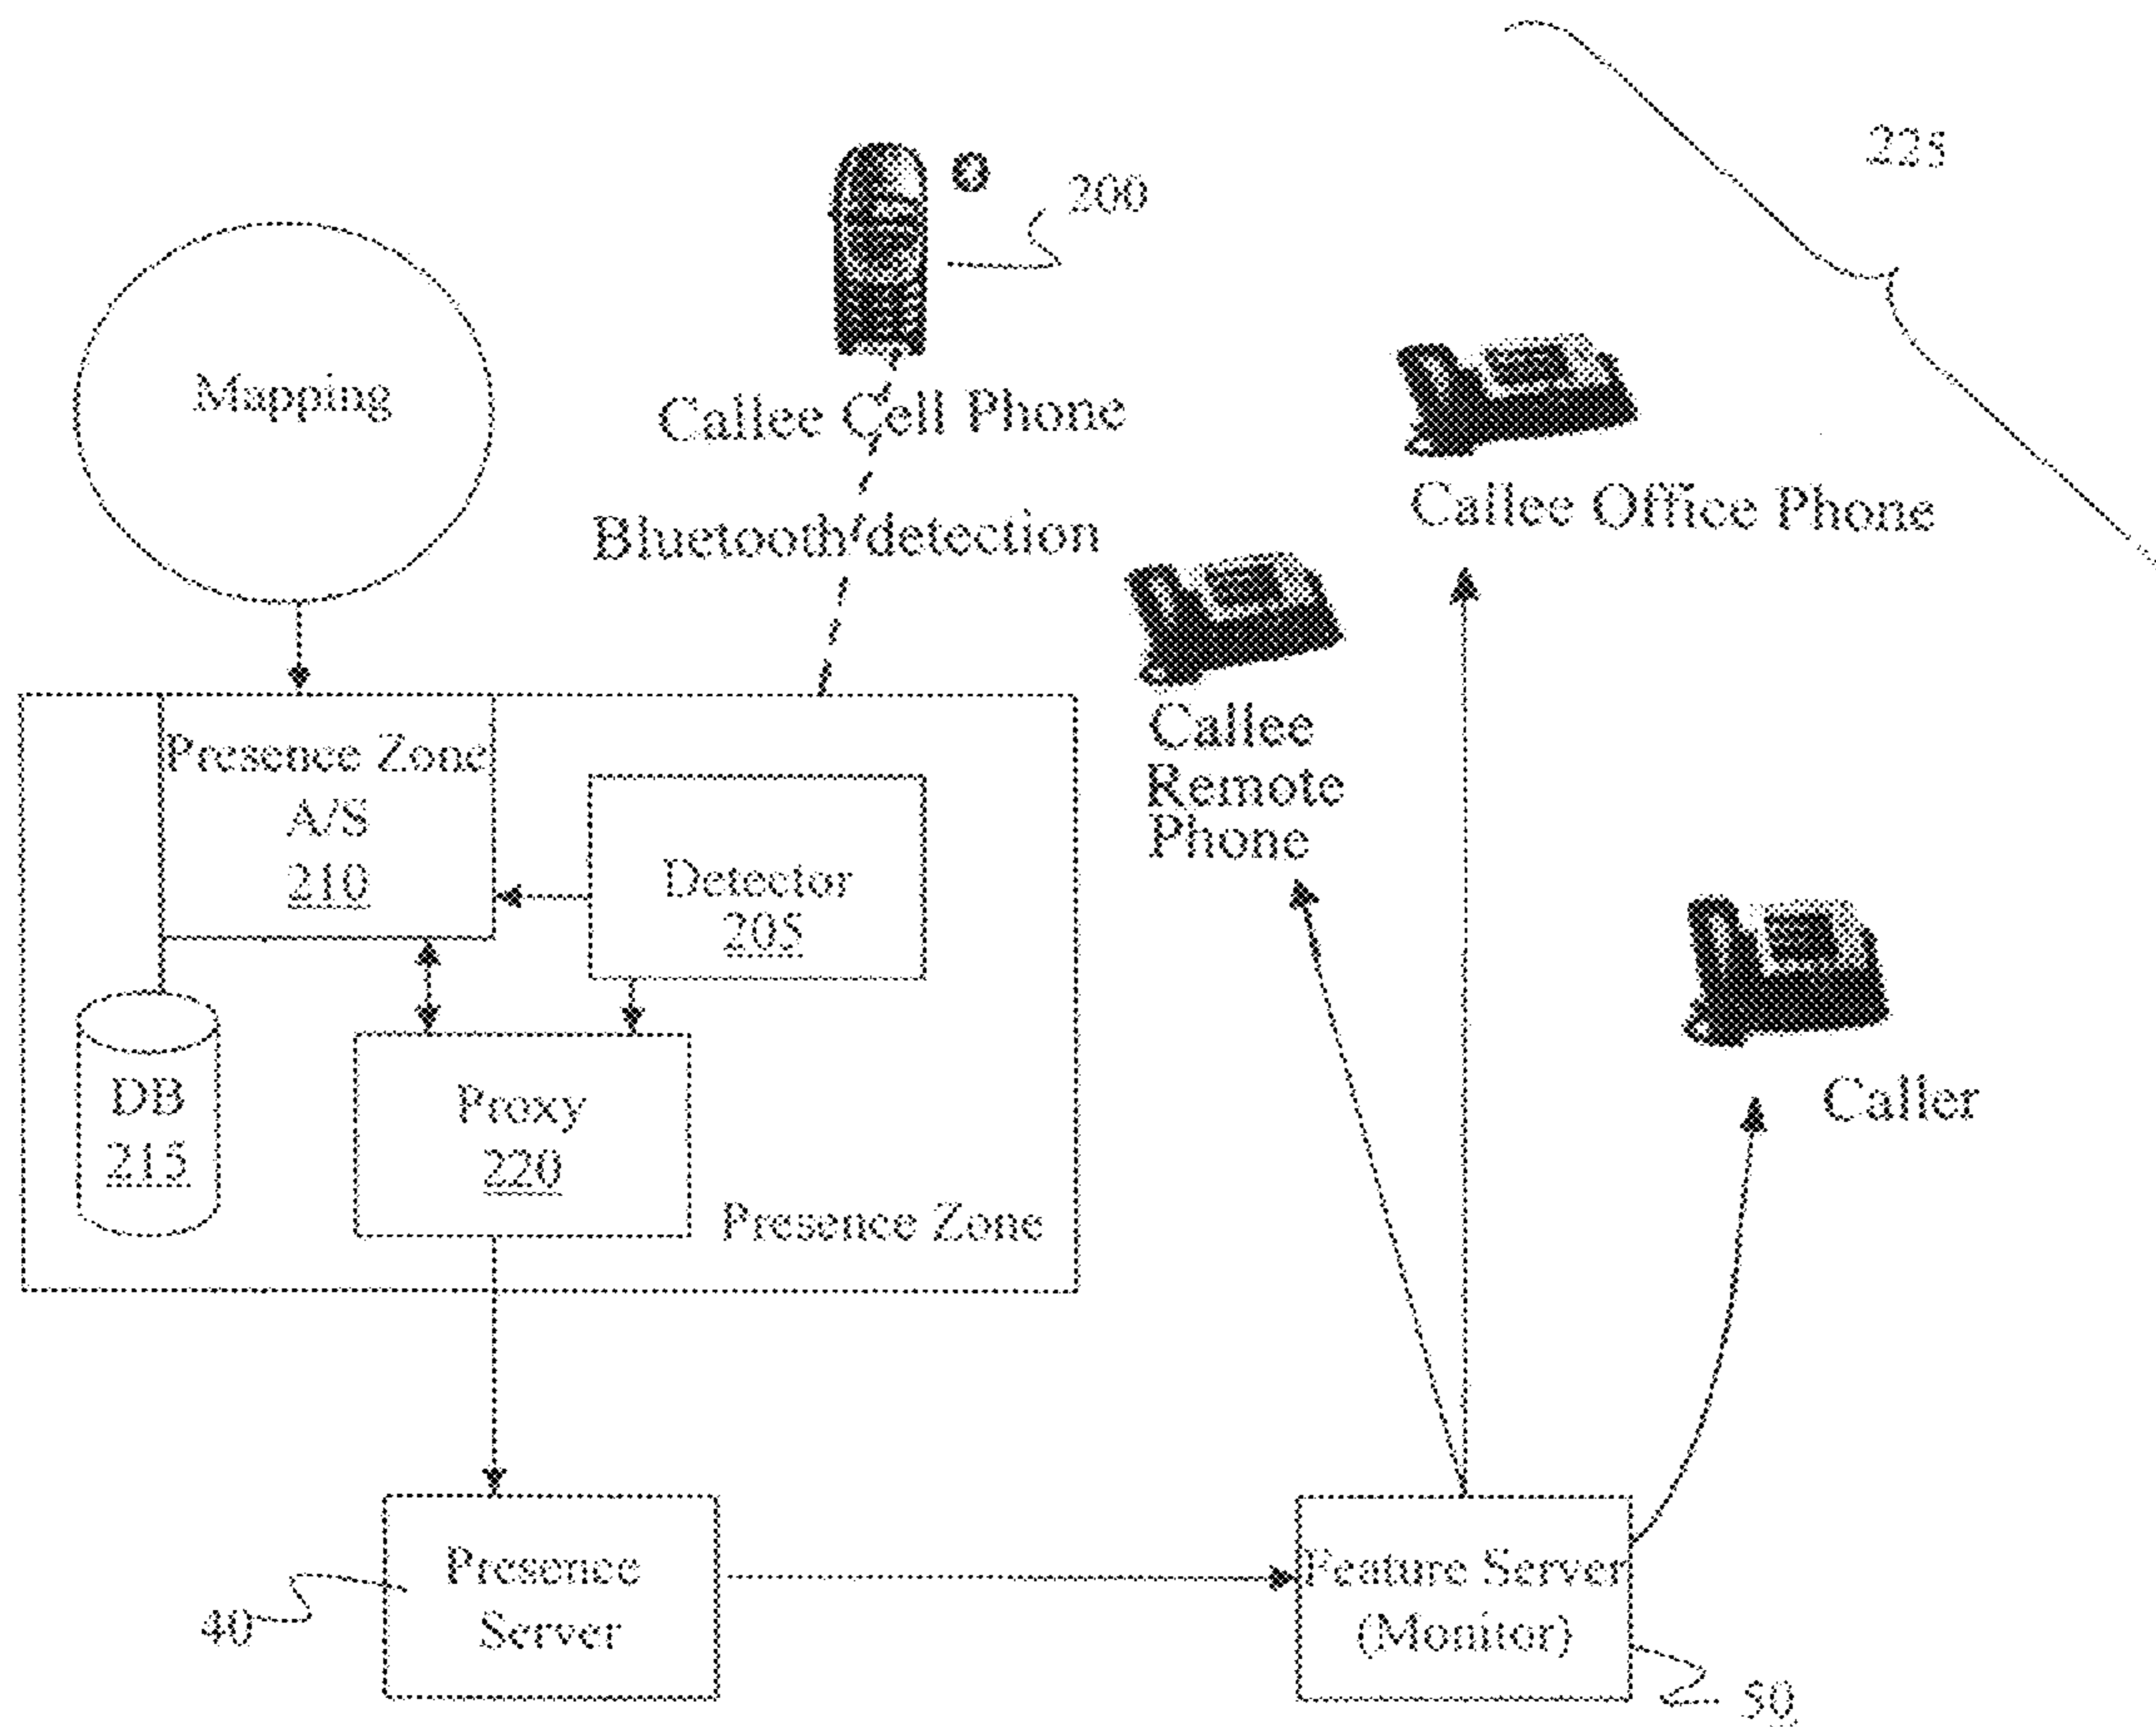 225
200
Mapping
Callee Cell Phone
Callee Office Phone
Bluetooth/detection
Callee
Remote
Phone
Presence Zone
A/S
210
Detector
205
Caller
DB
215
Proxy
220
Presence Zone
Presence
Server
40
Feature Server
(Monitor)
50